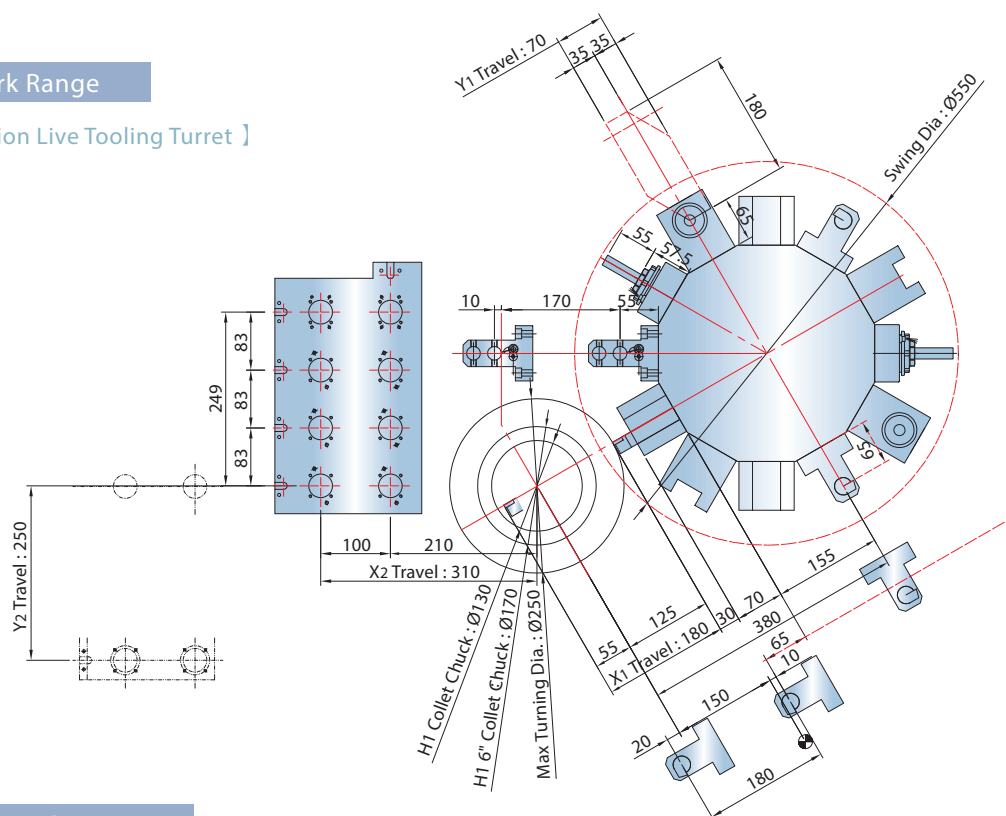 rk Range
ion Live Tooling Turret 】
Y1 Travel : 70
35
35
180
Swing Dia : Ø550
65
55
57.5
10
170
55
83
83
83
249
65
100
210
X2 Travel : 310
Y2 Travel : 250
155
70
30
125
55
X1 Travel : 180
380
65
10
150
20
180
H1 Collet Chuck : Ø130
H1 6" Collet Chuck : Ø170
Max Turning Dia. : Ø250